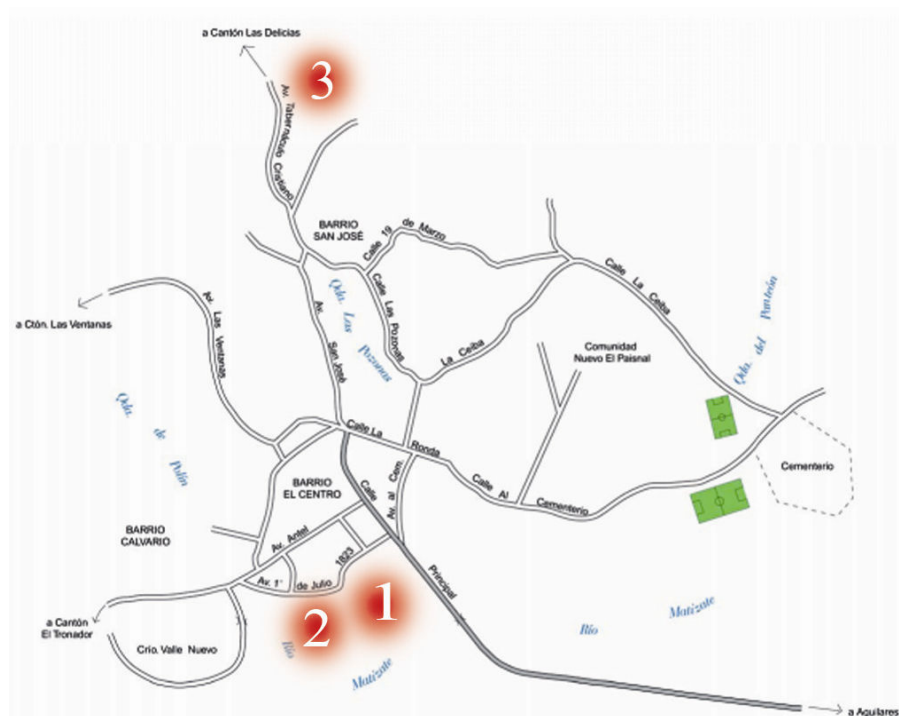 a Cantón Las Delicias
3
Av. Tabernáculo Cristiano
BARRIO
SAN JOSÉ
Calle 19 de Marzo
Calle La Ceiba
Qda. del Panteón
Av. Las Ventanas
a Ctón. Las Ventanas
Av. San José
Qda. Las Pozonas
Calle Las Pozonas
La Ceiba
Comunidad
Nuevo El Paisnal
Qda. de Polín
Calle La Ronda
Cementerio
BARRIO
EL CENTRO
Calle Principal
Av. al Cem.
Calle Al Cementerio
BARRIO
CALVARIO
Av. Antel
Av. 1° de Julio 1823
1
2
a Cantón
El Tronador
Crio. Valle Nuevo
Río Matizate
Río Matizate
a Aguilares